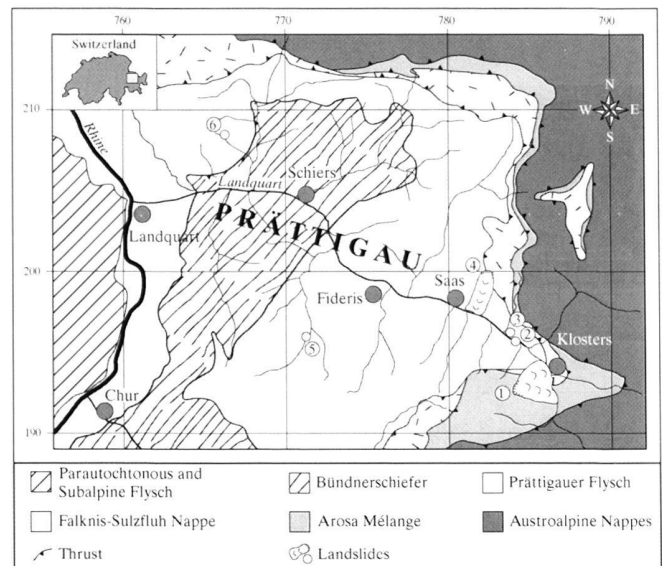 760 770 780 790
Switzerland
210
N
W E
S
Rhine
6
Landquart
Schiers
Landquart
PRÄTTIGAU
200
4
Saas
Fideris
3
2
Klosters
5
1
Chur
190
Parautochtonous and
Subalpine Flysch
Bündnerschiefer
Prättigauer Flysch
Falknis-Sulzfluh Nappe
Arosa Mélange
Austroalpine Nappes
Thrust
Landslides